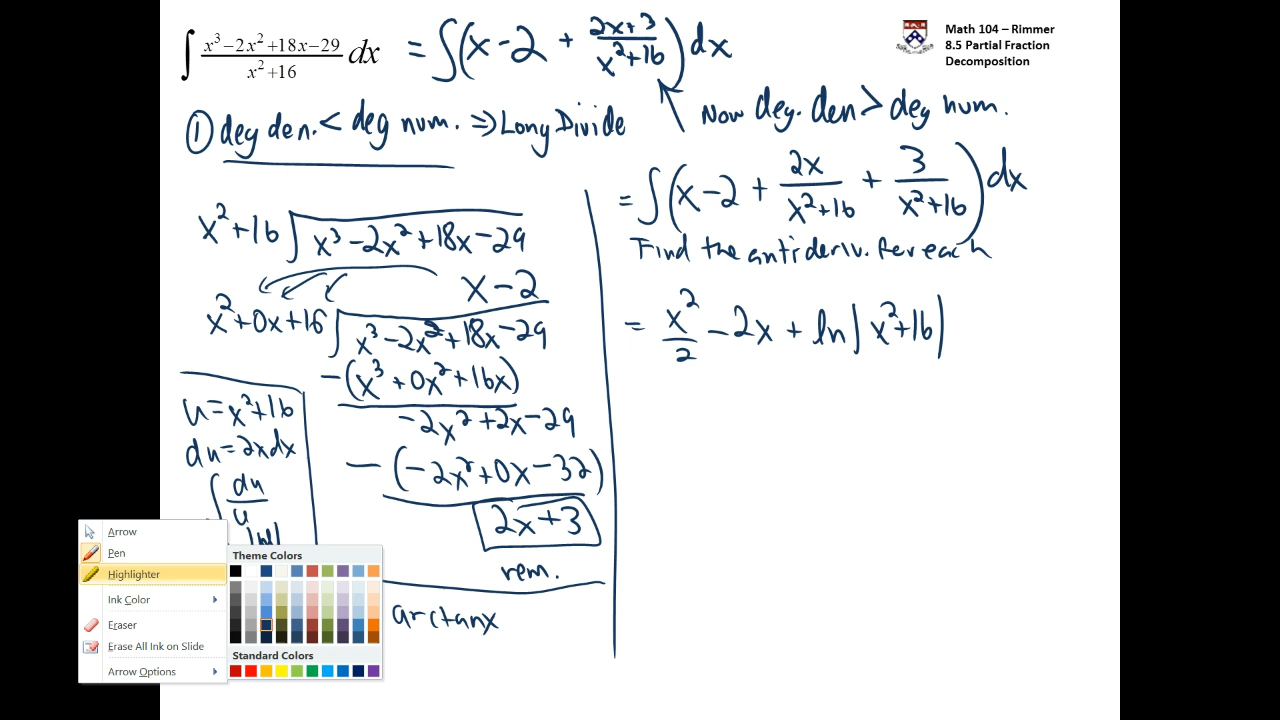 ∫ (x³−2x²+18x−29)/(x²+16) dx = ∫(x-2 + (2x+3)/(x²+16)) dx
Math 104 – Rimmer
8.5 Partial Fraction
Decomposition
① deg den. < deg num. ⇒ Long Divide
Now deg. den > deg num.
= ∫(x-2 + 2x/(x²+16) + 3/(x²+16)) dx
Find the antideriv. for each
= x²/2 - 2x + ln|x²+16|
x²+16 ) x³-2x²+18x-29
x-2
x²+0x+16 ) x³-2x²+18x-29
-(x³+0x²+16x)
-2x²+2x-29
-(-2x²+0x-32)
2x+3
rem.
u=x²+16
du=2xdx
∫ du/u
ln|u|
arctanx
Arrow
Pen
Highlighter
Ink Color
Eraser
Erase All Ink on Slide
Arrow Options
Theme Colors
Standard Colors